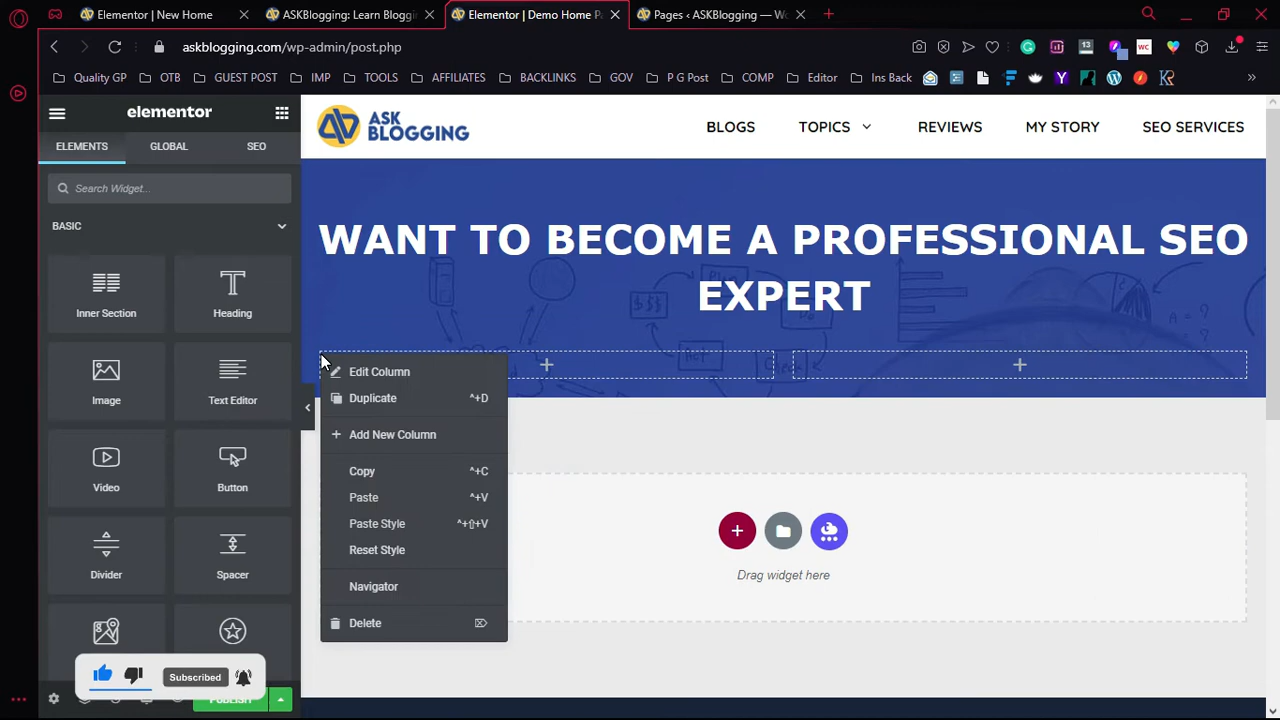 Elementor | New Home
ASKBlogging: Learn Bloggin
Elementor | Demo Home P
Pages ‹ ASKBlogging — Wo
askblogging.com/wp-admin/post.php
13
WC
Quality GP
OTB
GUEST POST
IMP
TOOLS
AFFILIATES
BACKLINKS
GOV
P G Post
COMP
Editor
Ins Back
elementor
ELEMENTS
GLOBAL
SEO
Search Widget...
BASIC
Inner Section
Heading
Image
Text Editor
Video
Button
Divider
Spacer
Subscribed
PUBLISH
ASK
BLOGGING
BLOGS
TOPICS
REVIEWS
MY STORY
SEO SERVICES
WANT TO BECOME A PROFESSIONAL SEO
EXPERT
$$$
Edit Column
Duplicate ^+D
Add New Column
Copy ^+C
Paste ^+V
Paste Style ^+⇧+V
Reset Style
Navigator
Delete ⌦
Drag widget here